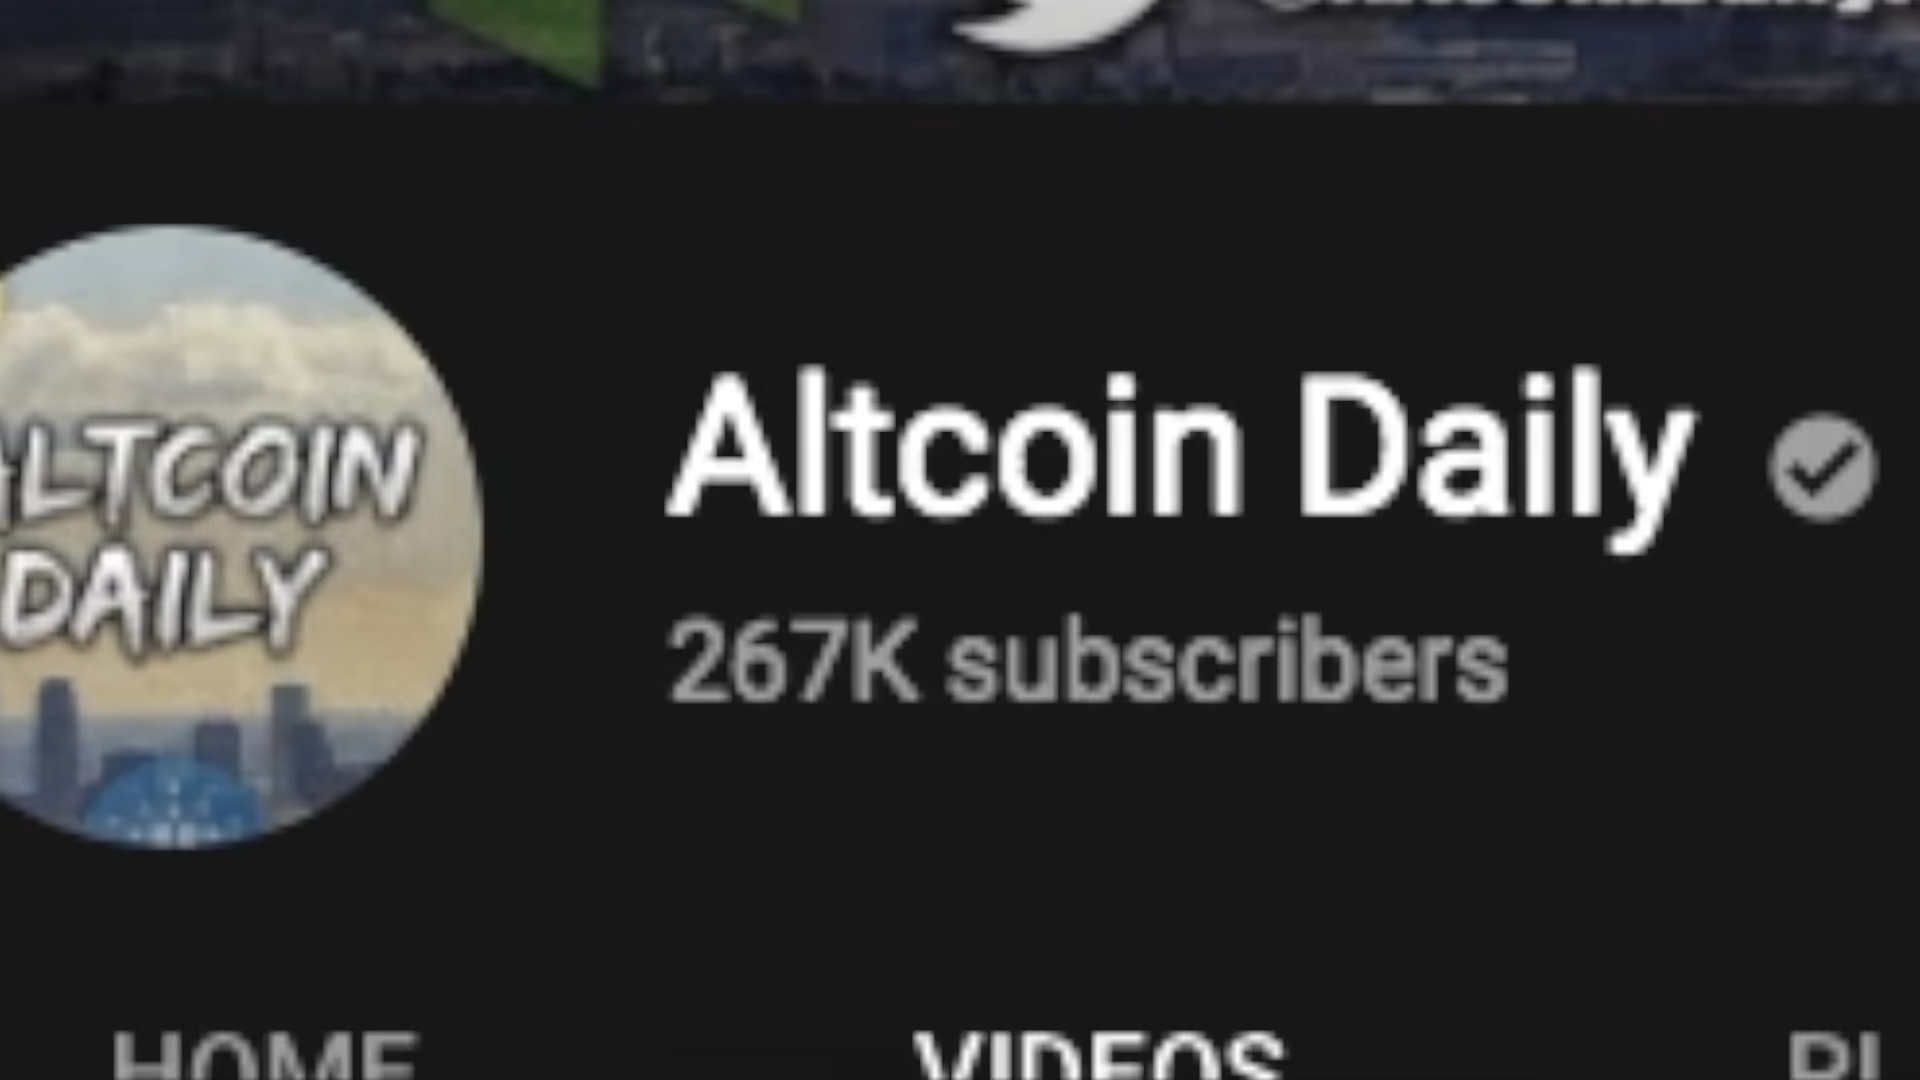 ALTCOIN
DAILY
Altcoin Daily
267K subscribers
HOME
VIDEOS